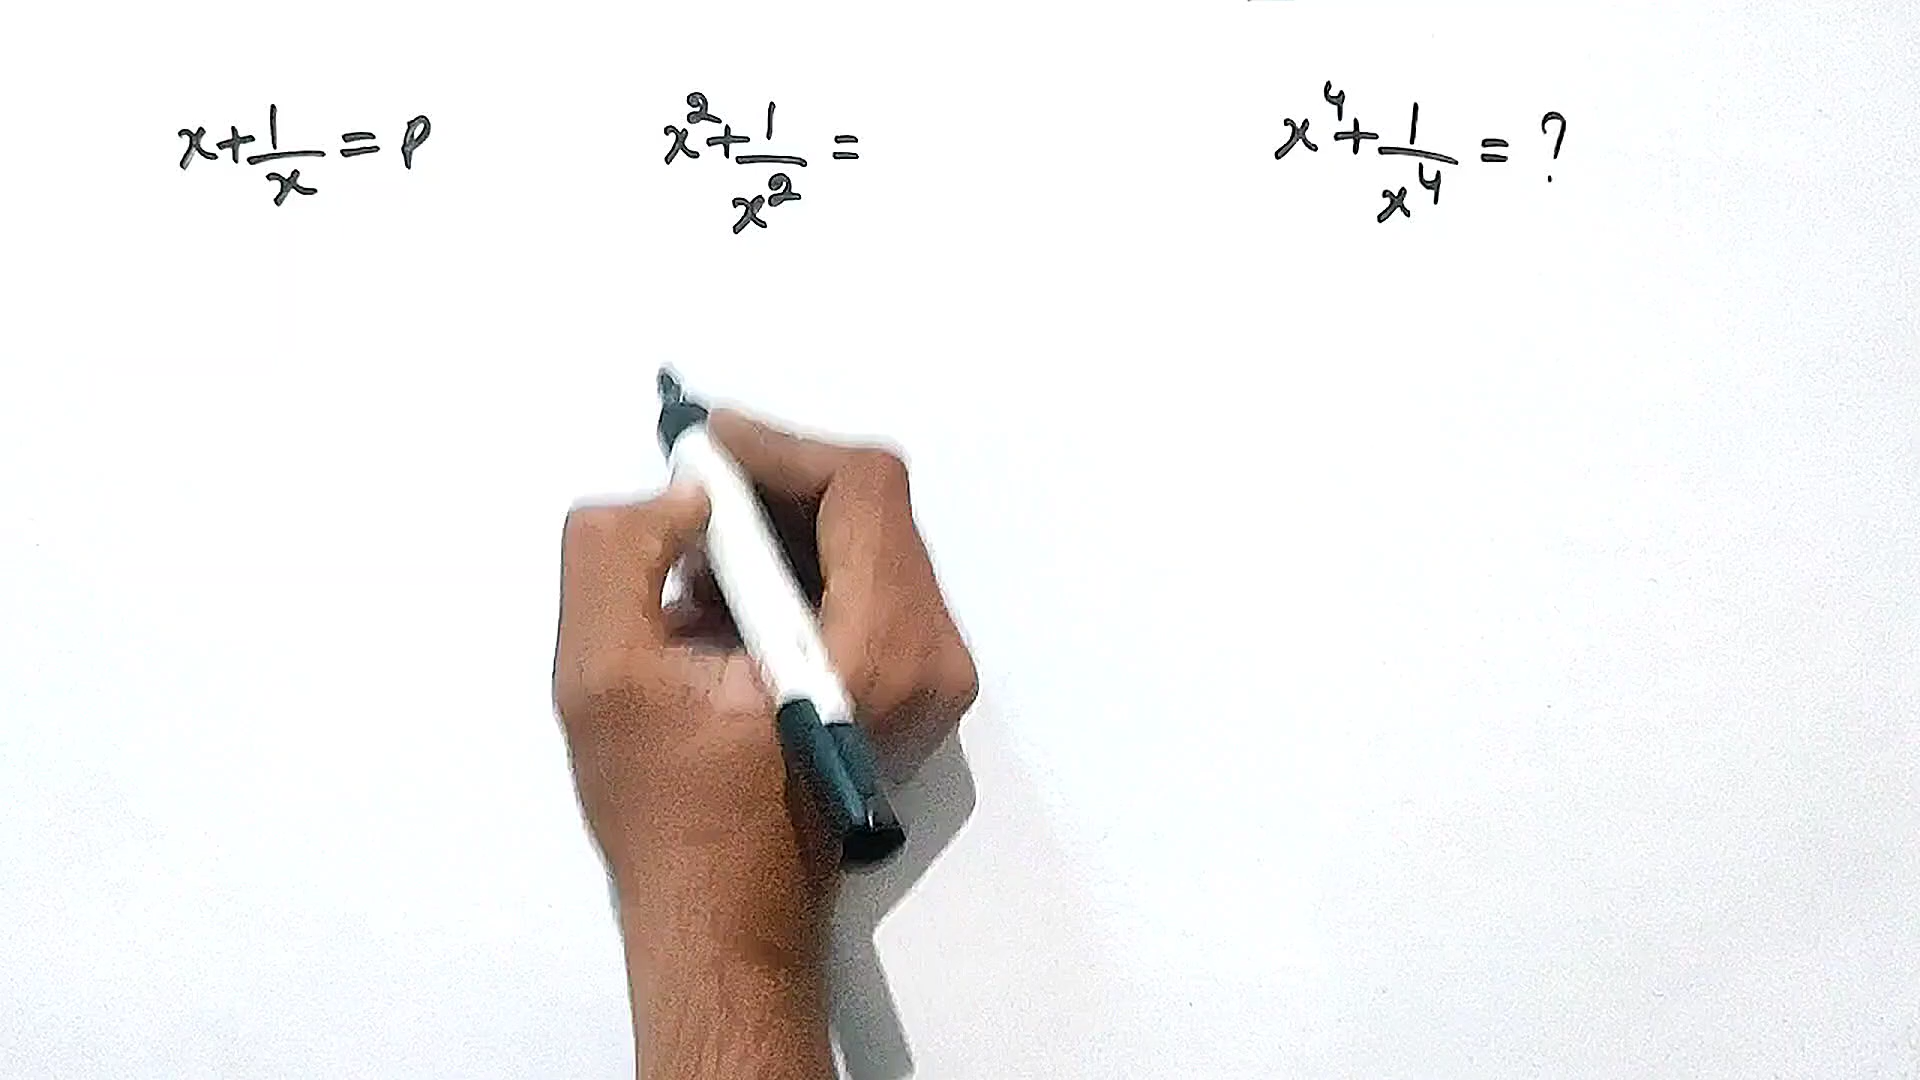 x + 1/x = P
x² + 1/x² =
x⁴ + 1/x⁴ = ?